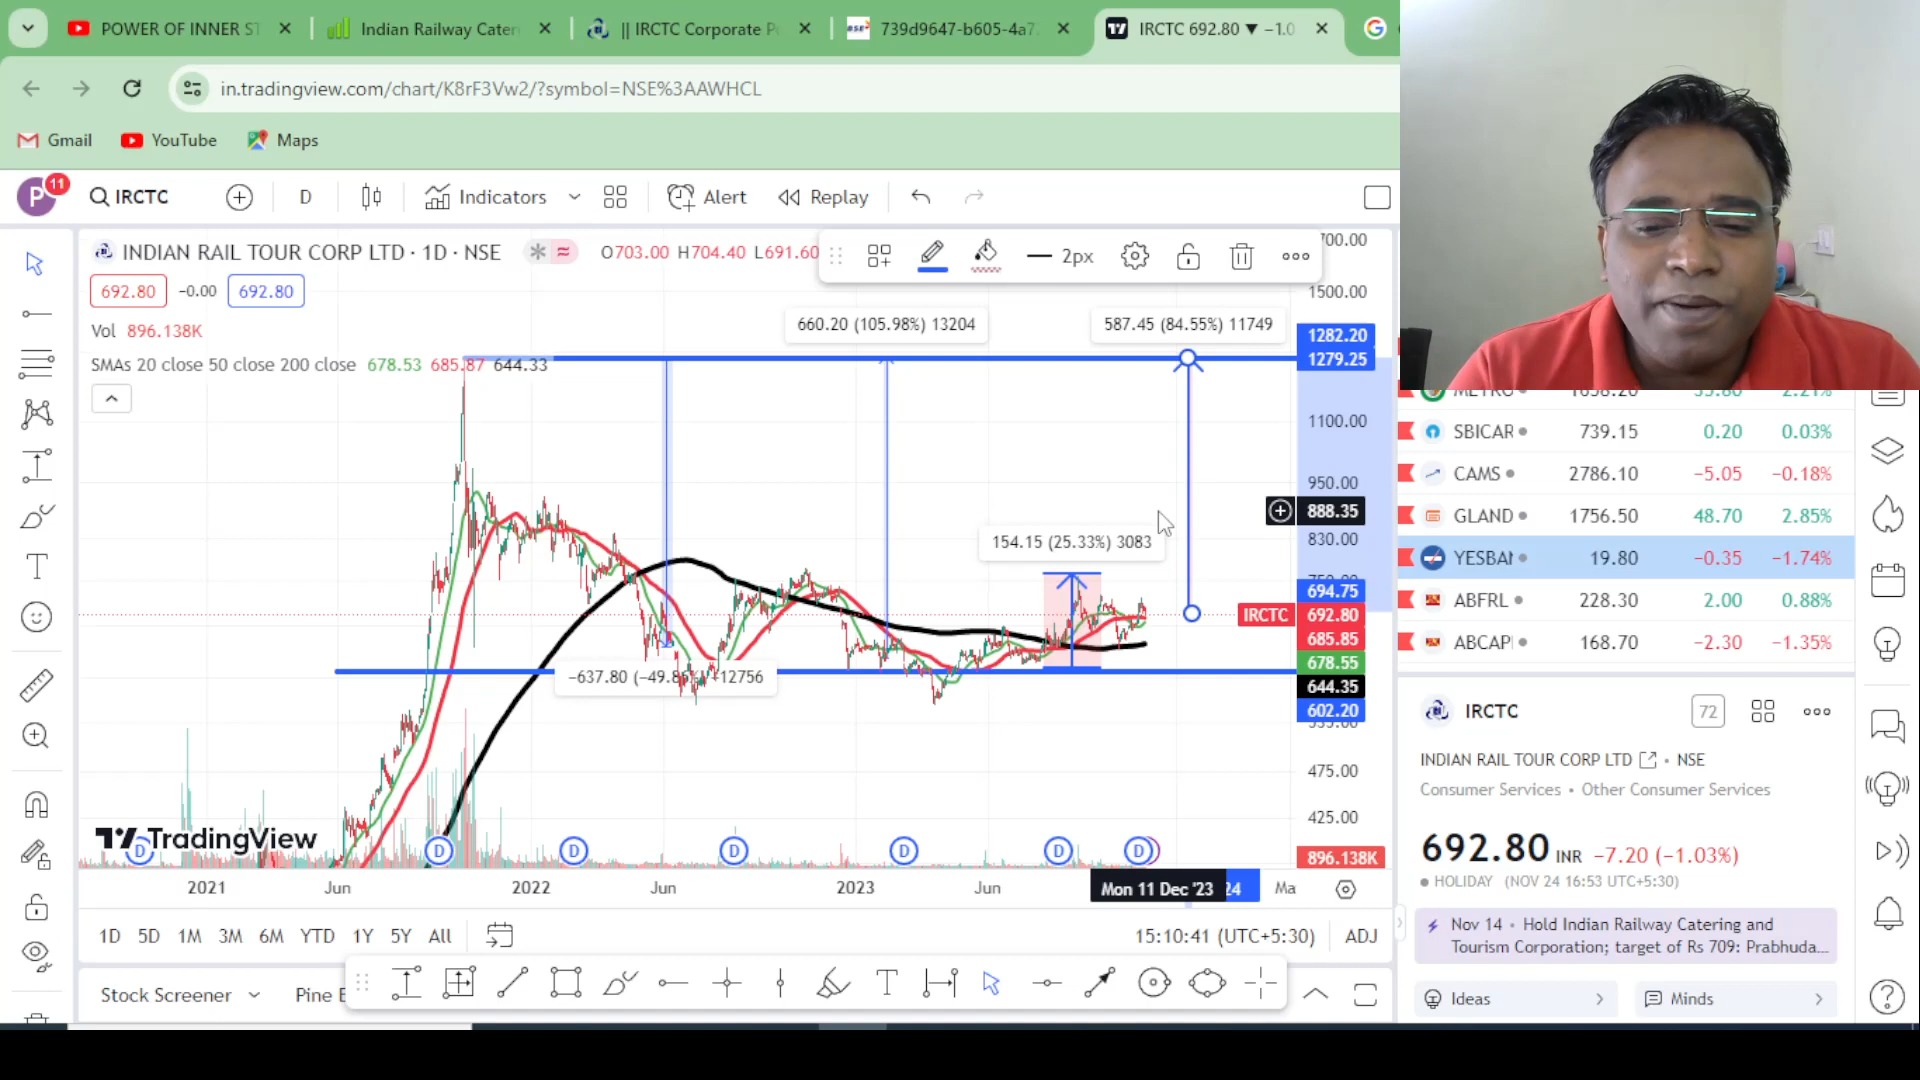 POWER OF INNER ST
Indian Railway Cater
|| IRCTC Corporate P
739d9647-b605-4a7
IRCTC 692.80 ▼ −1.0
in.tradingview.com/chart/K8rF3Vw2/?symbol=NSE%3AAWHCL
Gmail
YouTube
Maps
P
11
IRCTC
D
Indicators
Alert
Replay
INDIAN RAIL TOUR CORP LTD · 1D · NSE
O703.00 H704.40 L691.60
2px
692.80
−0.00
692.80
Vol 896.138K
SMAs 20 close 50 close 200 close 678.53 685.87 644.33
660.20 (105.98%) 13204
587.45 (84.55%) 11749
154.15 (25.33%) 3083
1500.00
1282.20
1279.25
1100.00
950.00
888.35
830.00
694.75
IRCTC
692.80
685.85
678.55
644.35
602.20
475.00
425.00
896.138K
TradingView
D
D
D
D
D
D
D
2021
Jun
2022
Jun
2023
Jun
Mon 11 Dec '23
24
Ma
1D
5D
1M
3M
6M
YTD
1Y
5Y
All
15:10:41 (UTC+5:30)
ADJ
Stock Screener
Pine E
SBICAR
739.15
0.20
0.03%
CAMS
2786.10
−5.05
−0.18%
GLAND
1756.50
48.70
2.85%
YESBAN
19.80
−0.35
−1.74%
ABFRL
228.30
2.00
0.88%
ABCAPI
168.70
−2.30
−1.35%
IRCTC
72
INDIAN RAIL TOUR CORP LTD • NSE
Consumer Services • Other Consumer Services
692.80 INR −7.20 (−1.03%)
HOLIDAY (NOV 24 16:53 UTC+5:30)
Nov 14 • Hold Indian Railway Catering and
Tourism Corporation; target of Rs 709: Prabhuda...
Ideas
Minds